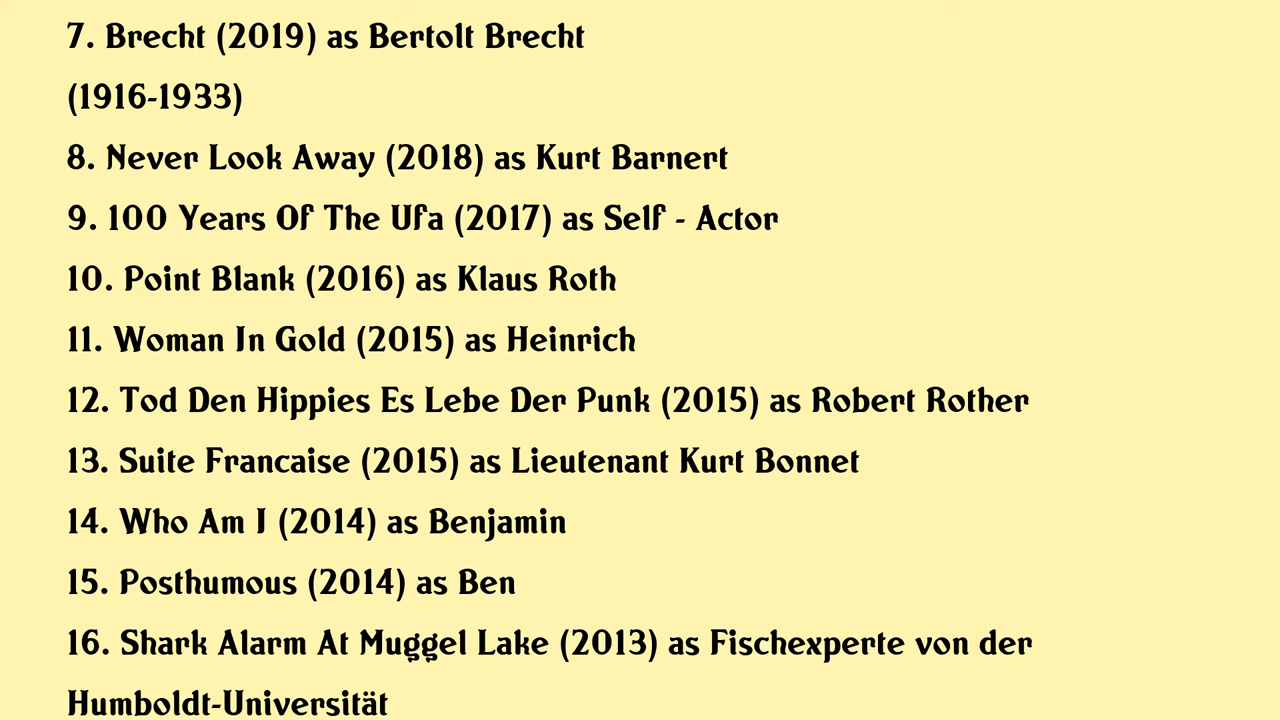 7. Brecht (2019) as Bertolt Brecht
(1916-1933)
8. Never Look Away (2018) as Kurt Barnert
9. 100 Years Of The Ufa (2017) as Self - Actor
10. Point Blank (2016) as Klaus Roth
11. Woman In Gold (2015) as Heinrich
12. Tod Den Hippies Es Lebe Der Punk (2015) as Robert Rother
13. Suite Francaise (2015) as Lieutenant Kurt Bonnet
14. Who Am I (2014) as Benjamin
15. Posthumous (2014) as Ben
16. Shark Alarm At Muggel Lake (2013) as Fischexperte von der
Humboldt-Universität